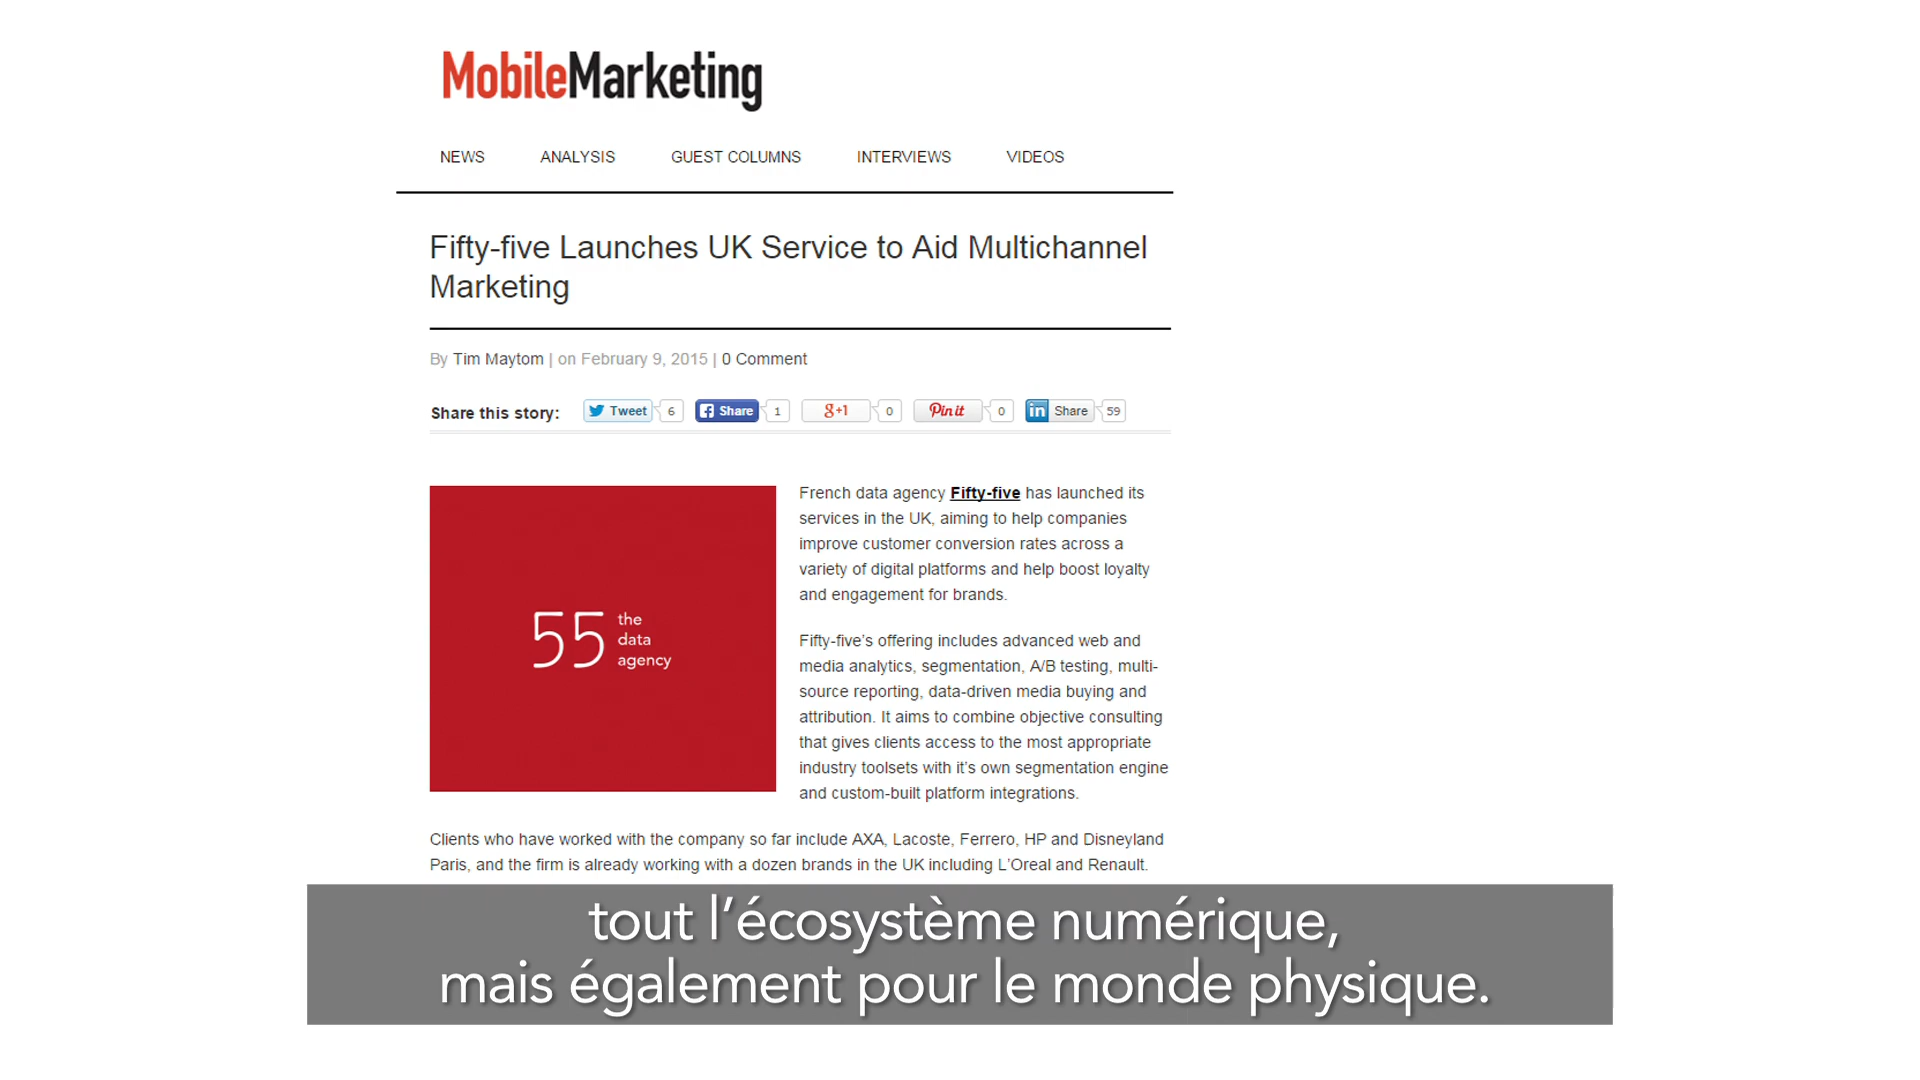 MobileMarketing
NEWS ANALYSIS GUEST COLUMNS INTERVIEWS VIDEOS
Fifty-five Launches UK Service to Aid Multichannel
Marketing
By Tim Maytom | on February 9, 2015 | 0 Comment
Share this story: Tweet 6 Share 1 g+1 0 Pin it 0 in Share 59
55 the
data
agency
French data agency Fifty-five has launched its
services in the UK, aiming to help companies
improve customer conversion rates across a
variety of digital platforms and help boost loyalty
and engagement for brands.
Fifty-five’s offering includes advanced web and
media analytics, segmentation, A/B testing, multi-
source reporting, data-driven media buying and
attribution. It aims to combine objective consulting
that gives clients access to the most appropriate
industry toolsets with it’s own segmentation engine
and custom-built platform integrations.
Clients who have worked with the company so far include AXA, Lacoste, Ferrero, HP and Disneyland
Paris, and the firm is already working with a dozen brands in the UK including L’Oreal and Renault.
tout l’écosystème numérique,
mais également pour le monde physique.